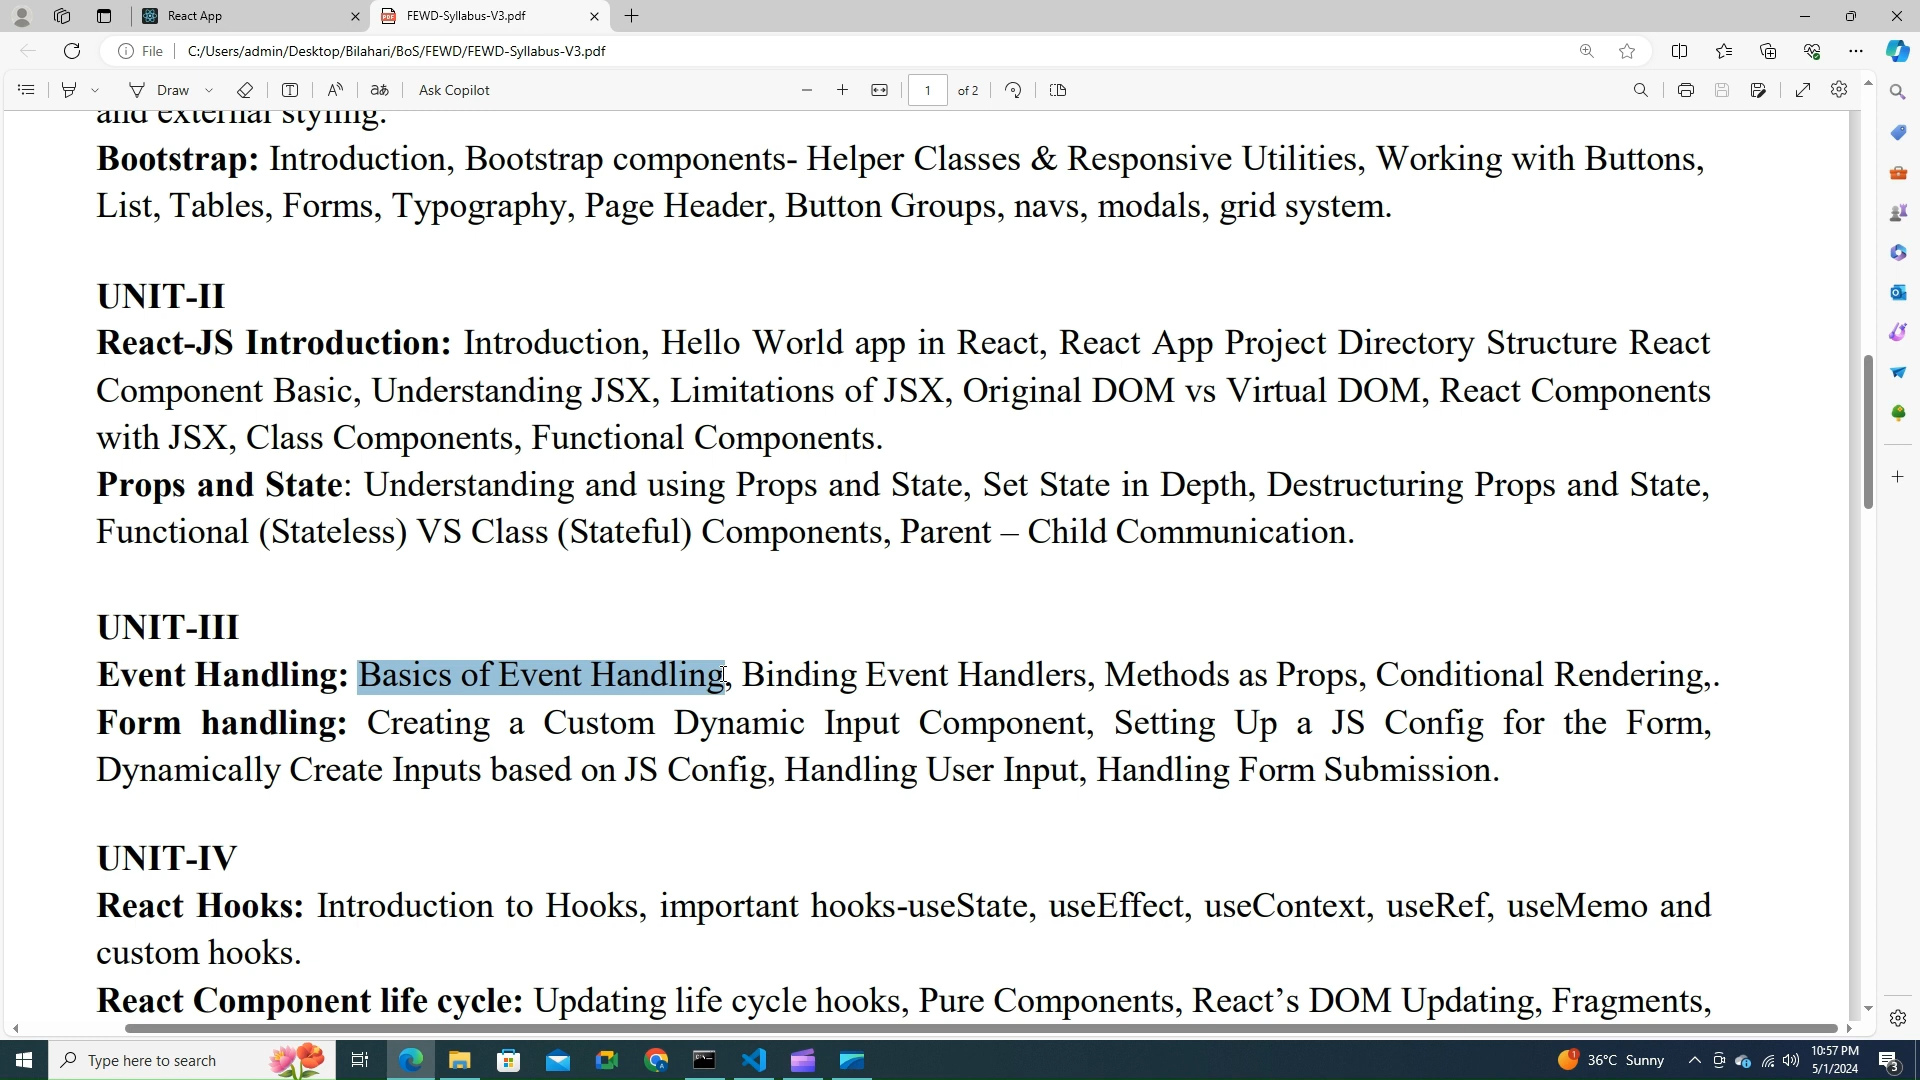 React App
FEWD-Syllabus-V3.pdf
File
C:/Users/admin/Desktop/Bilahari/BoS/FEWD/FEWD-Syllabus-V3.pdf
Draw
Ask Copilot
1 of 2
and external styling.
Bootstrap: Introduction, Bootstrap components- Helper Classes & Responsive Utilities, Working with Buttons,
List, Tables, Forms, Typography, Page Header, Button Groups, navs, modals, grid system.
UNIT-II
React-JS Introduction: Introduction, Hello World app in React, React App Project Directory Structure React
Component Basic, Understanding JSX, Limitations of JSX, Original DOM vs Virtual DOM, React Components
with JSX, Class Components, Functional Components.
Props and State: Understanding and using Props and State, Set State in Depth, Destructuring Props and State,
Functional (Stateless) VS Class (Stateful) Components, Parent – Child Communication.
UNIT-III
Event Handling: Basics of Event Handling, Binding Event Handlers, Methods as Props, Conditional Rendering,.
Form handling: Creating a Custom Dynamic Input Component, Setting Up a JS Config for the Form,
Dynamically Create Inputs based on JS Config, Handling User Input, Handling Form Submission.
UNIT-IV
React Hooks: Introduction to Hooks, important hooks-useState, useEffect, useContext, useRef, useMemo and
custom hooks.
React Component life cycle: Updating life cycle hooks, Pure Components, React’s DOM Updating, Fragments,
Type here to search
36°C Sunny
10:57 PM
5/1/2024
3